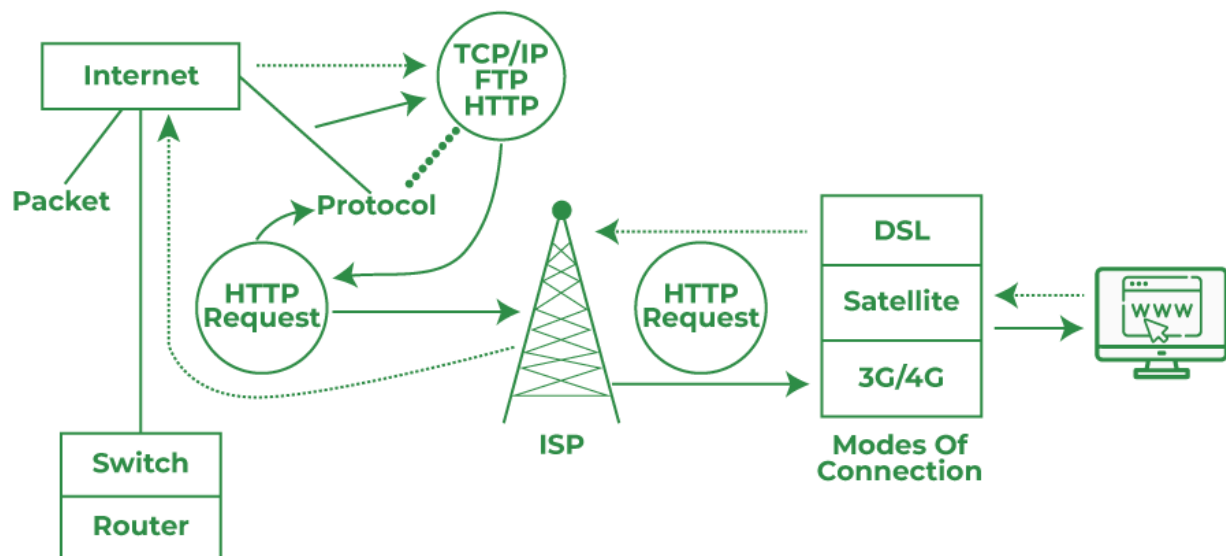 Internet
TCP/IP
FTP
HTTP
Packet
Protocol
HTTP
Request
ISP
HTTP
Request
DSL
Satellite
3G/4G
Modes Of
Connection
WWW
Switch
Router